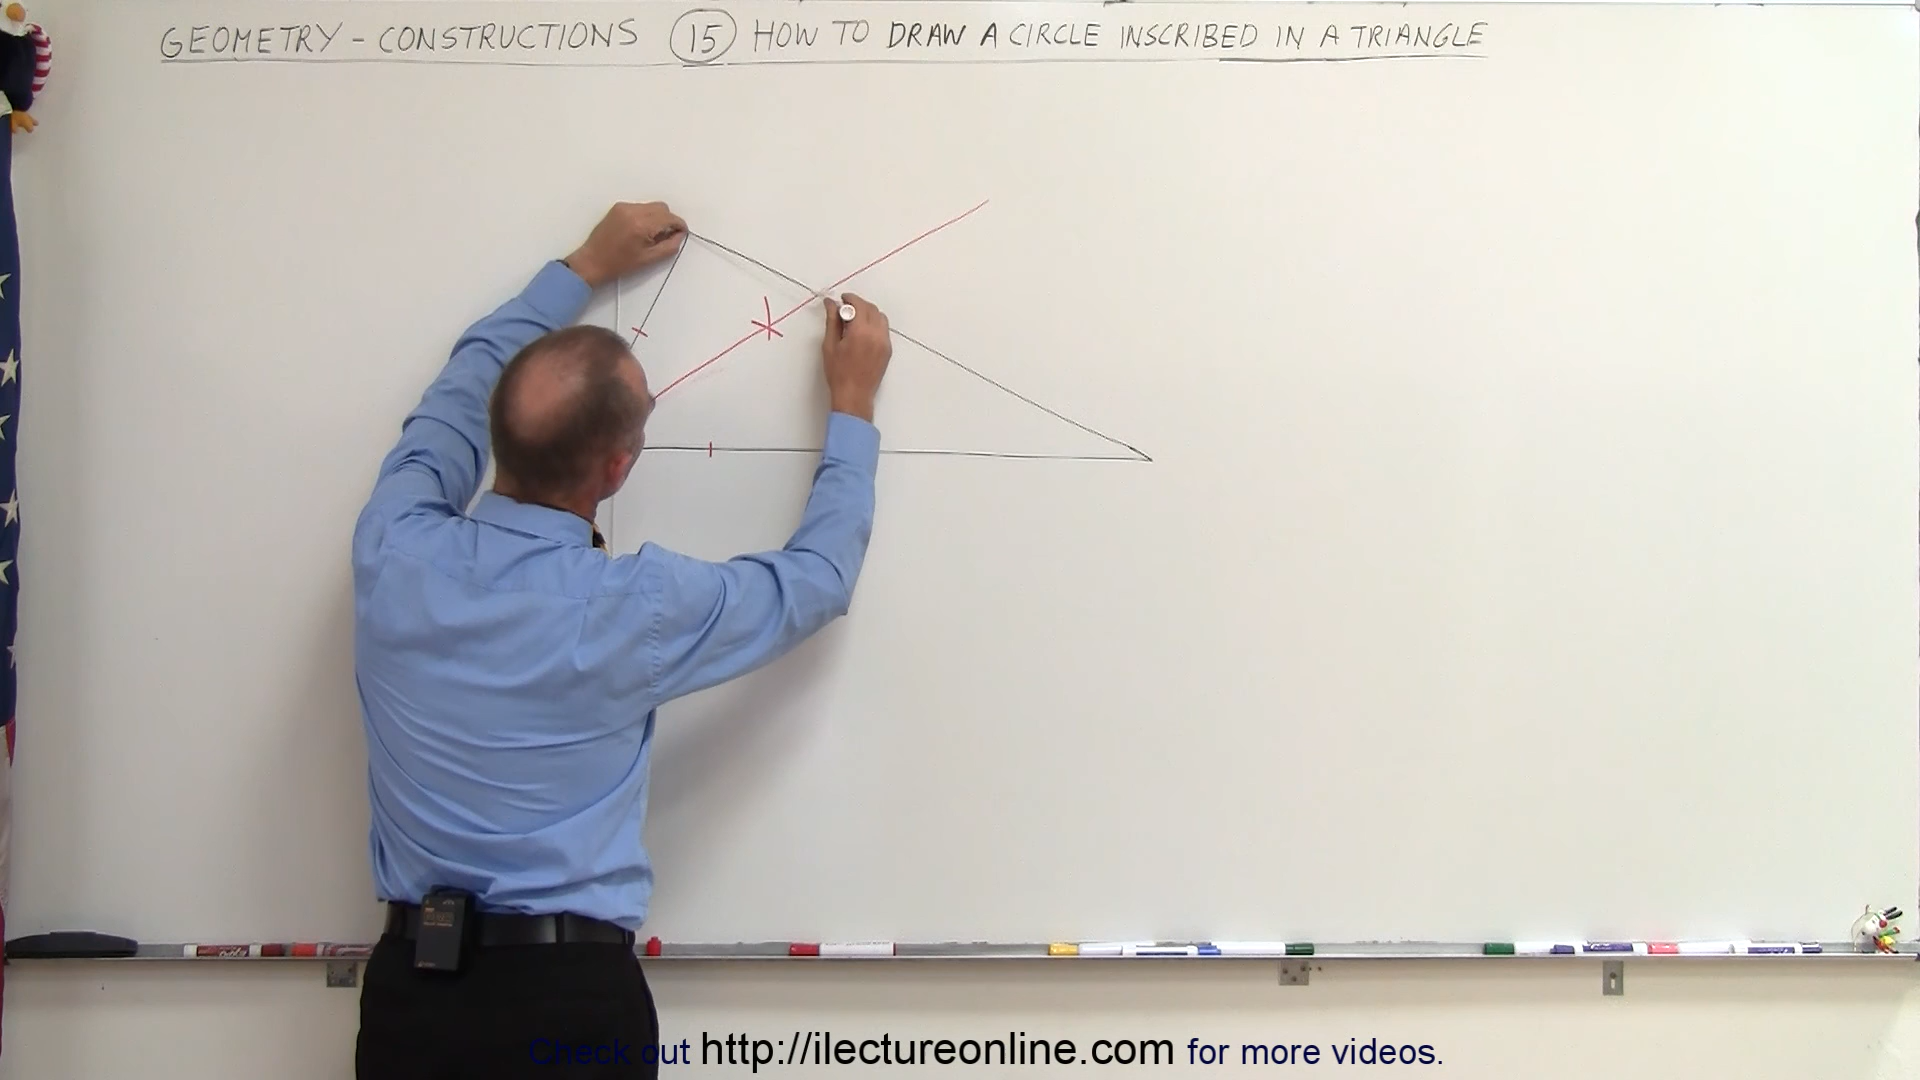 GEOMETRY - CONSTRUCTIONS 15 HOW TO DRAW A CIRCLE INSCRIBED IN A TRIANGLE
Check out http://ilectureonline.com for more videos.